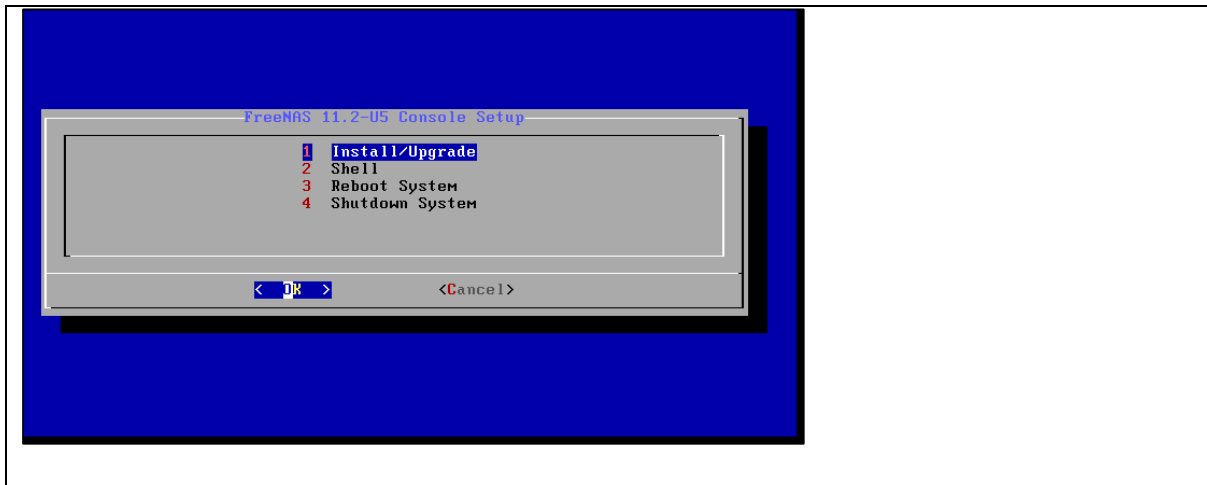 FreeNAS 11.2-U5 Console Setup
1 Install/Upgrade
2 Shell
3 Reboot System
4 Shutdown System
< OK > <Cancel>